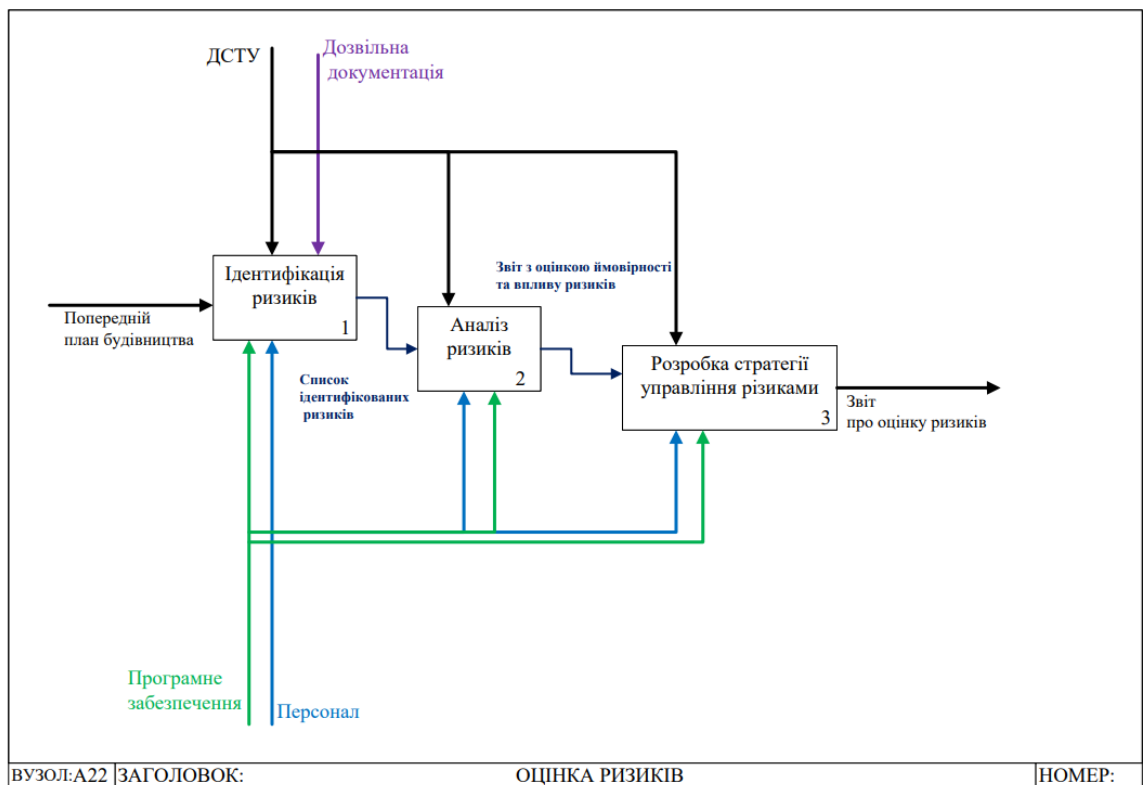 ДСТУ
Дозвільна
документація
Ідентифікація
ризиків
1
Попередній
план будівництва
Звіт з оцінкою ймовірності
та впливу ризиків
Аналіз
ризиків
2
Список
ідентифікованих
ризиків
Розробка стратегії
управління різиками
3
Звіт
про оцінку ризиків
Програмне
забезпечення
Персонал
ВУЗОЛ:А22 ЗАГОЛОВОК: ОЦІНКА РИЗИКІВ НОМЕР: